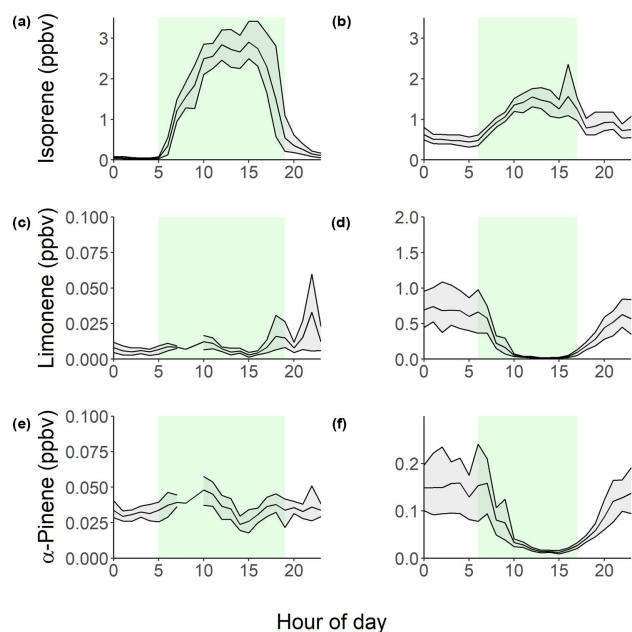 (a)
Isoprene (ppbv)
3
2
1
0
0 5 10 15 20
(b)
3
2
1
0
0 5 10 15 20
(c)
Limonene (ppbv)
0.100
0.075
0.050
0.025
0.000
0 5 10 15 20
(d)
2.0
1.5
1.0
0.5
0.0
0 5 10 15 20
(e)
α-Pinene (ppbv)
0.100
0.075
0.050
0.025
0.000
0 5 10 15 20
(f)
0.2
0.1
0.0
0 5 10 15 20
Hour of day